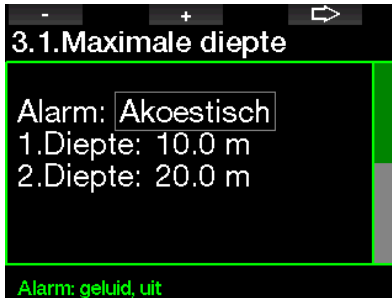 - + 
3.1.Maximale diepte
Alarm: Akoestisch
1.Diepte: 10.0 m
2.Diepte: 20.0 m
Alarm: geluid, uit